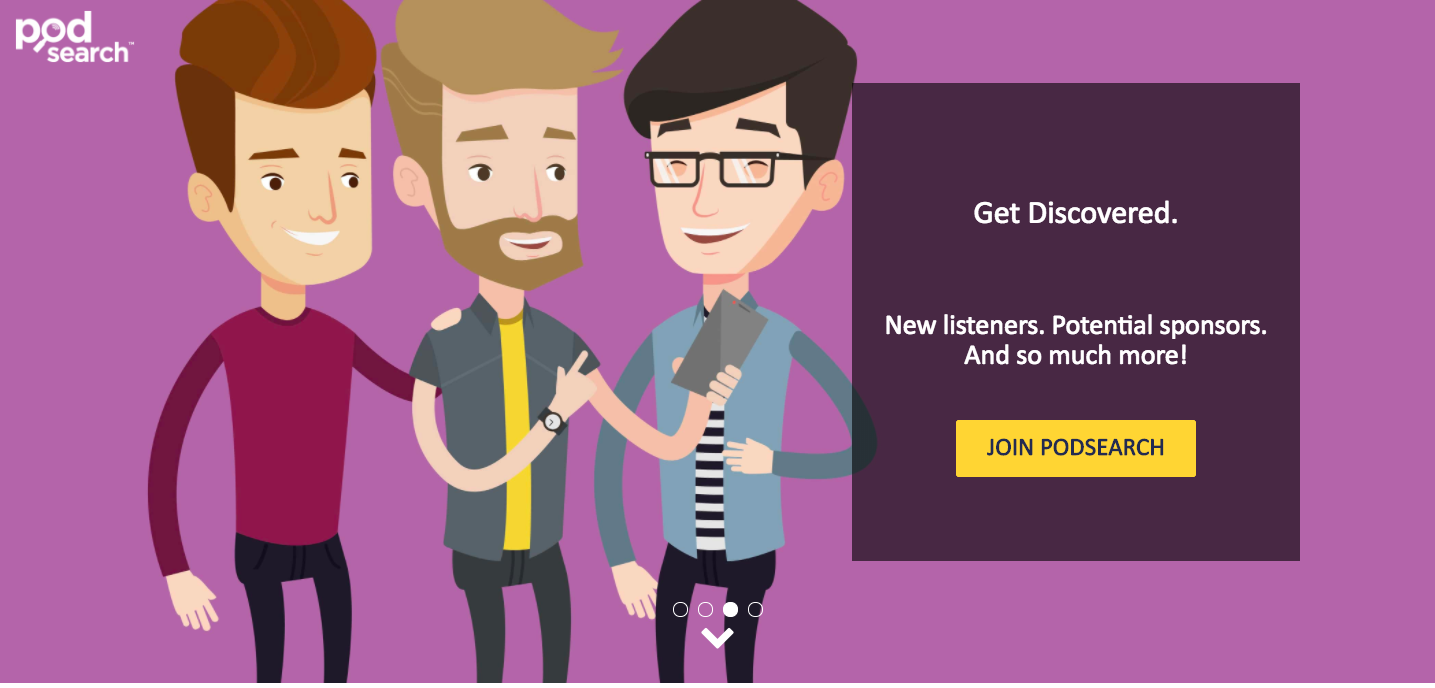 pod
search™
Get Discovered.
New listeners. Potential sponsors.
And so much more!
JOIN PODSEARCH